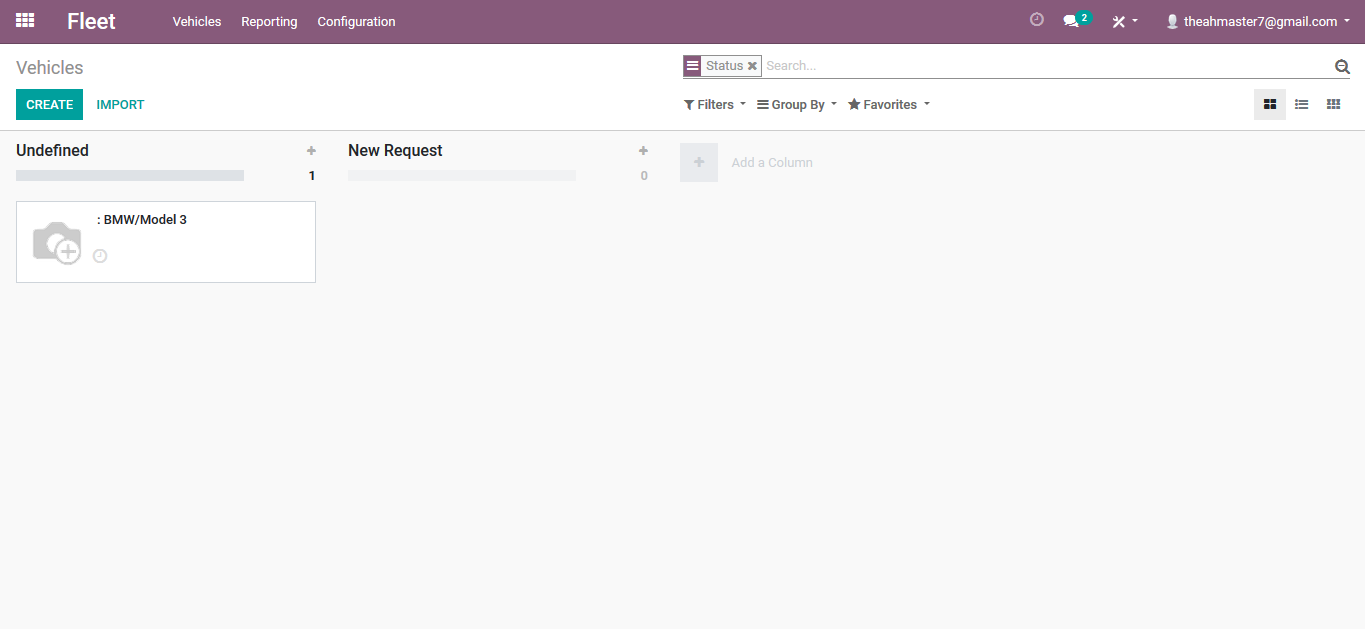 Fleet Vehicles Reporting Configuration 2 theahmaster7@gmail.com
Vehicles Status Search...
CREATE IMPORT Filters Group By Favorites
Undefined New Request
1 0 Add a Column
: BMW/Model 3